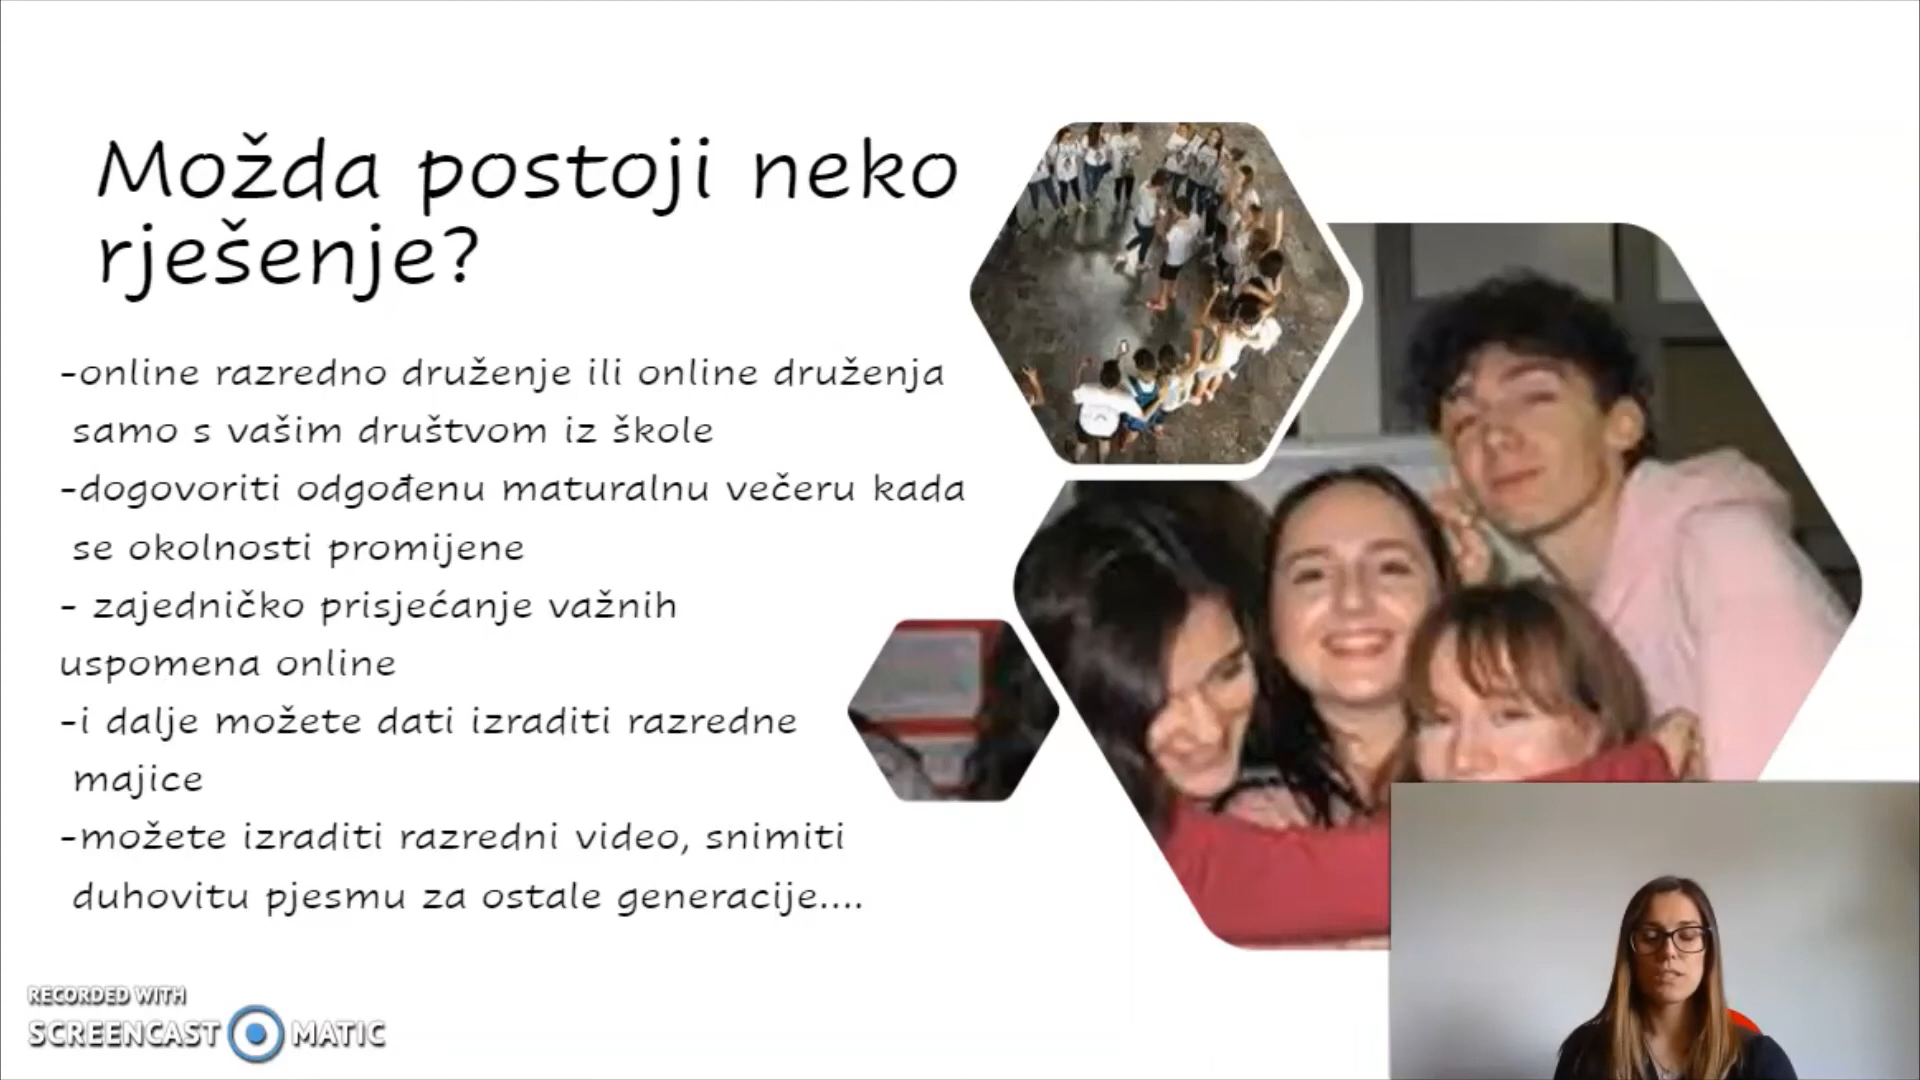 Možda postoji neko
rješenje?
-online razredno druženje ili online druženja
samo s vašim društvom iz škole
-dogovoriti odgođenu maturalnu večeru kada
se okolnosti promijene
- zajedničko prisjećanje važnih
uspomena online
-i dalje možete dati izraditi razredne
majice
-možete izraditi razredni video, snimiti
duhovitu pjesmu za ostale generacije....
RECORDED WITH
SCREENCAST MATIC